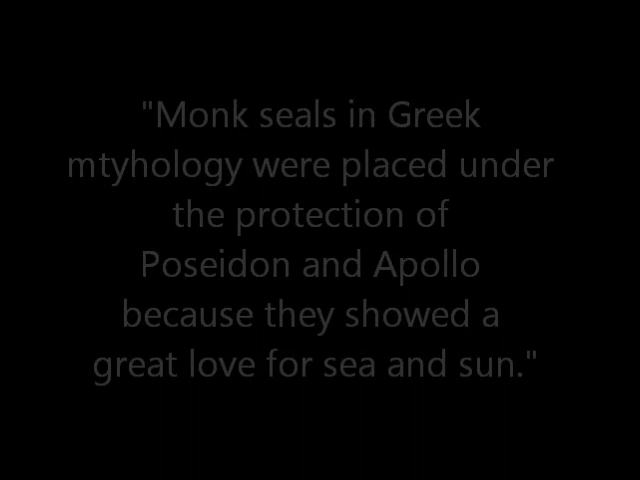 "Monk seals in Greek
mtyhology were placed under
the protection of
Poseidon and Apollo
because they showed a
great love for sea and sun."